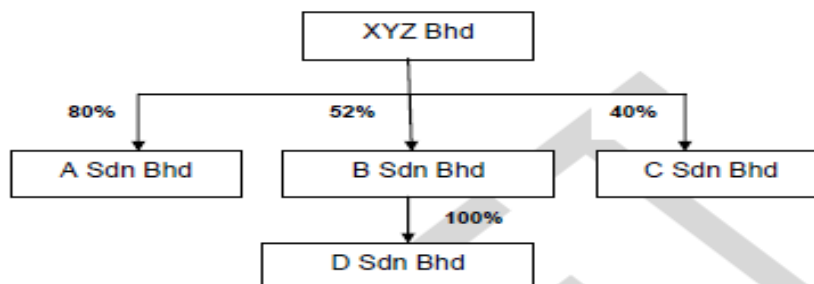 XYZ Bhd
80% 52% 40%
A Sdn Bhd B Sdn Bhd C Sdn Bhd
100%
D Sdn Bhd